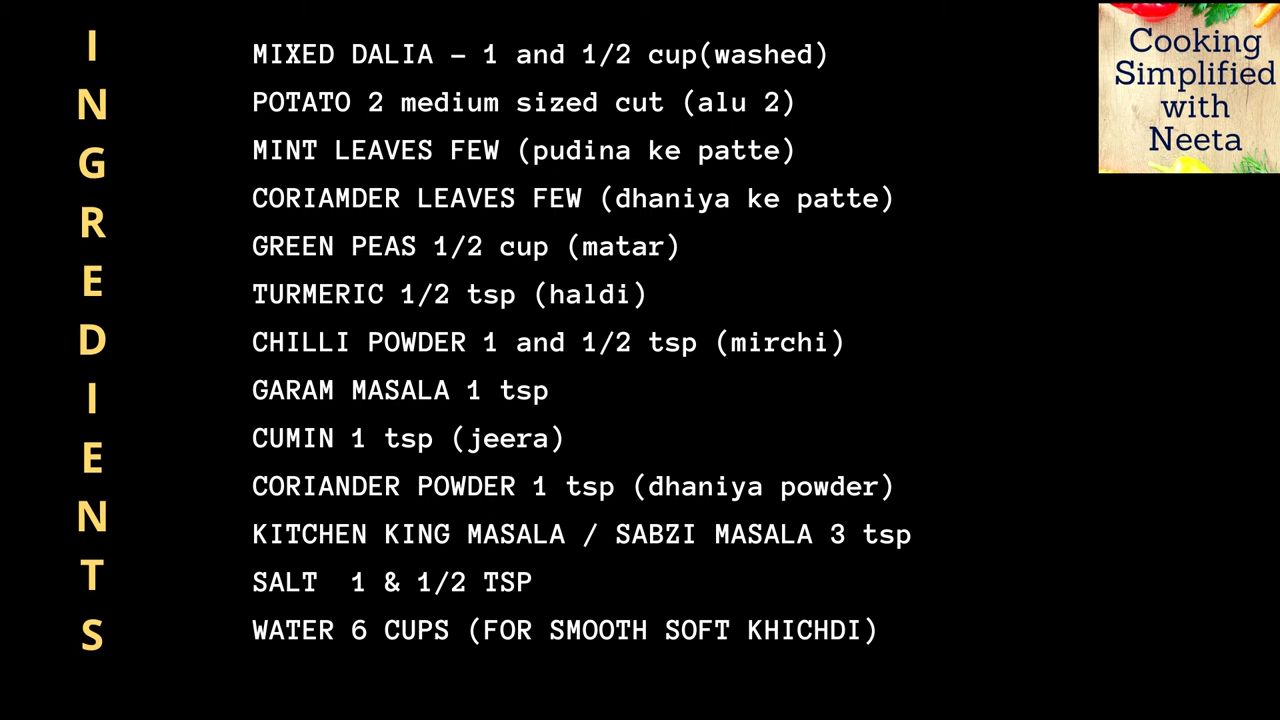 INGREDIENTS
MIXED DALIA – 1 and 1/2 cup(washed)
POTATO 2 medium sized cut (alu 2)
MINT LEAVES FEW (pudina ke patte)
CORIAMDER LEAVES FEW (dhaniya ke patte)
GREEN PEAS 1/2 cup (matar)
TURMERIC 1/2 tsp (haldi)
CHILLI POWDER 1 and 1/2 tsp (mirchi)
GARAM MASALA 1 tsp
CUMIN 1 tsp (jeera)
CORIANDER POWDER 1 tsp (dhaniya powder)
KITCHEN KING MASALA / SABZI MASALA 3 tsp
SALT  1 & 1/2 TSP
WATER 6 CUPS (FOR SMOOTH SOFT KHICHDI)
Cooking
Simplified
with
Neeta